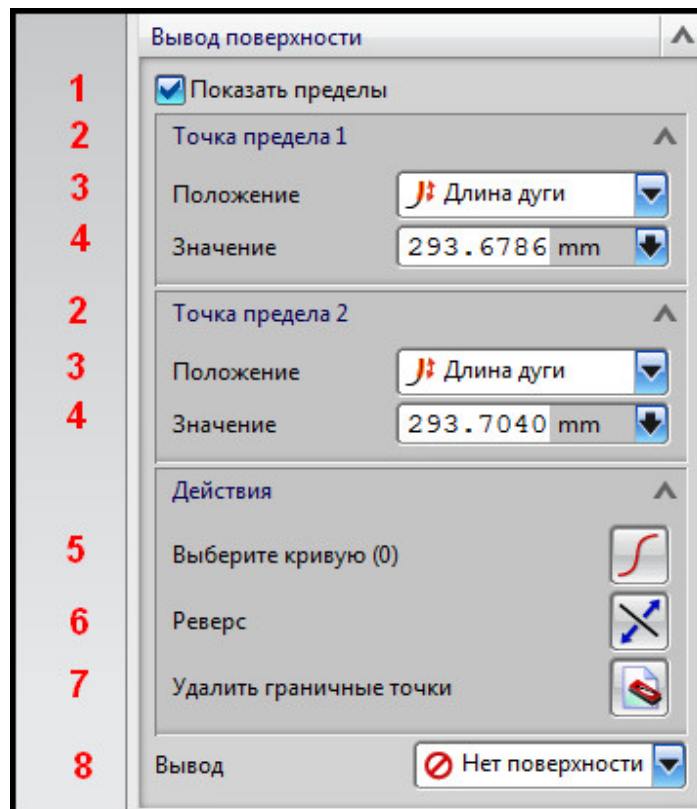 Вывод поверхности
1 Показать пределы
2 Точка предела 1
3 Положение Длина дуги
4 Значение 293.6786 mm
2 Точка предела 2
3 Положение Длина дуги
4 Значение 293.7040 mm
Действия
5 Выберите кривую (0)
6 Реверс
7 Удалить граничные точки
8 Вывод Нет поверхности